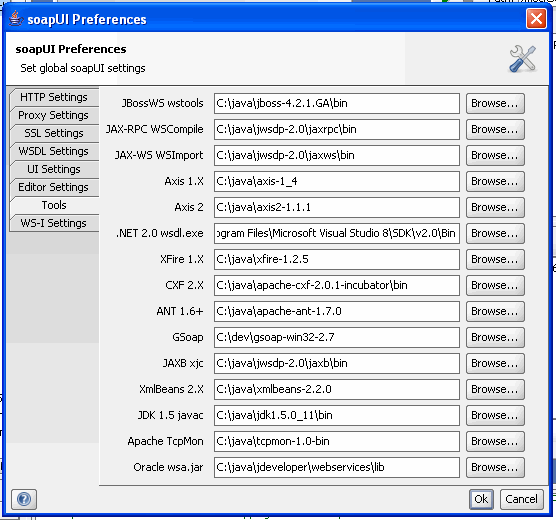 soapUI Preferences
soapUI Preferences
Set global soapUI settings
HTTP Settings
Proxy Settings
SSL Settings
WSDL Settings
UI Settings
Editor Settings
Tools
WS-I Settings
JBossWS wstools C:\java\jboss-4.2.1.GA\bin Browse...
JAX-RPC WSCompile C:\java\jwsdp-2.0\jaxrpc\bin Browse...
JAX-WS WSImport C:\java\jwsdp-2.0\jaxws\bin Browse...
Axis 1.X C:\java\axis-1_4 Browse...
Axis 2 C:\java\axis2-1.1.1 Browse...
.NET 2.0 wsdl.exe ogram Files\Microsoft Visual Studio 8\SDK\v2.0\Bin Browse...
XFire 1.X C:\java\xfire-1.2.5 Browse...
CXF 2.X C:\java\apache-cxf-2.0.1-incubator\bin Browse...
ANT 1.6+ C:\java\apache-ant-1.7.0 Browse...
GSoap C:\dev\gsoap-win32-2.7 Browse...
JAXB xjc C:\java\jwsdp-2.0\jaxb\bin Browse...
XmlBeans 2.X C:\java\xmlbeans-2.2.0 Browse...
JDK 1.5 javac C:\java\jdk1.5.0_11\bin Browse...
Apache TcpMon C:\java\tcpmon-1.0-bin Browse...
Oracle wsa.jar C:\java\jdeveloper\webservices\lib Browse...
? Ok Cancel